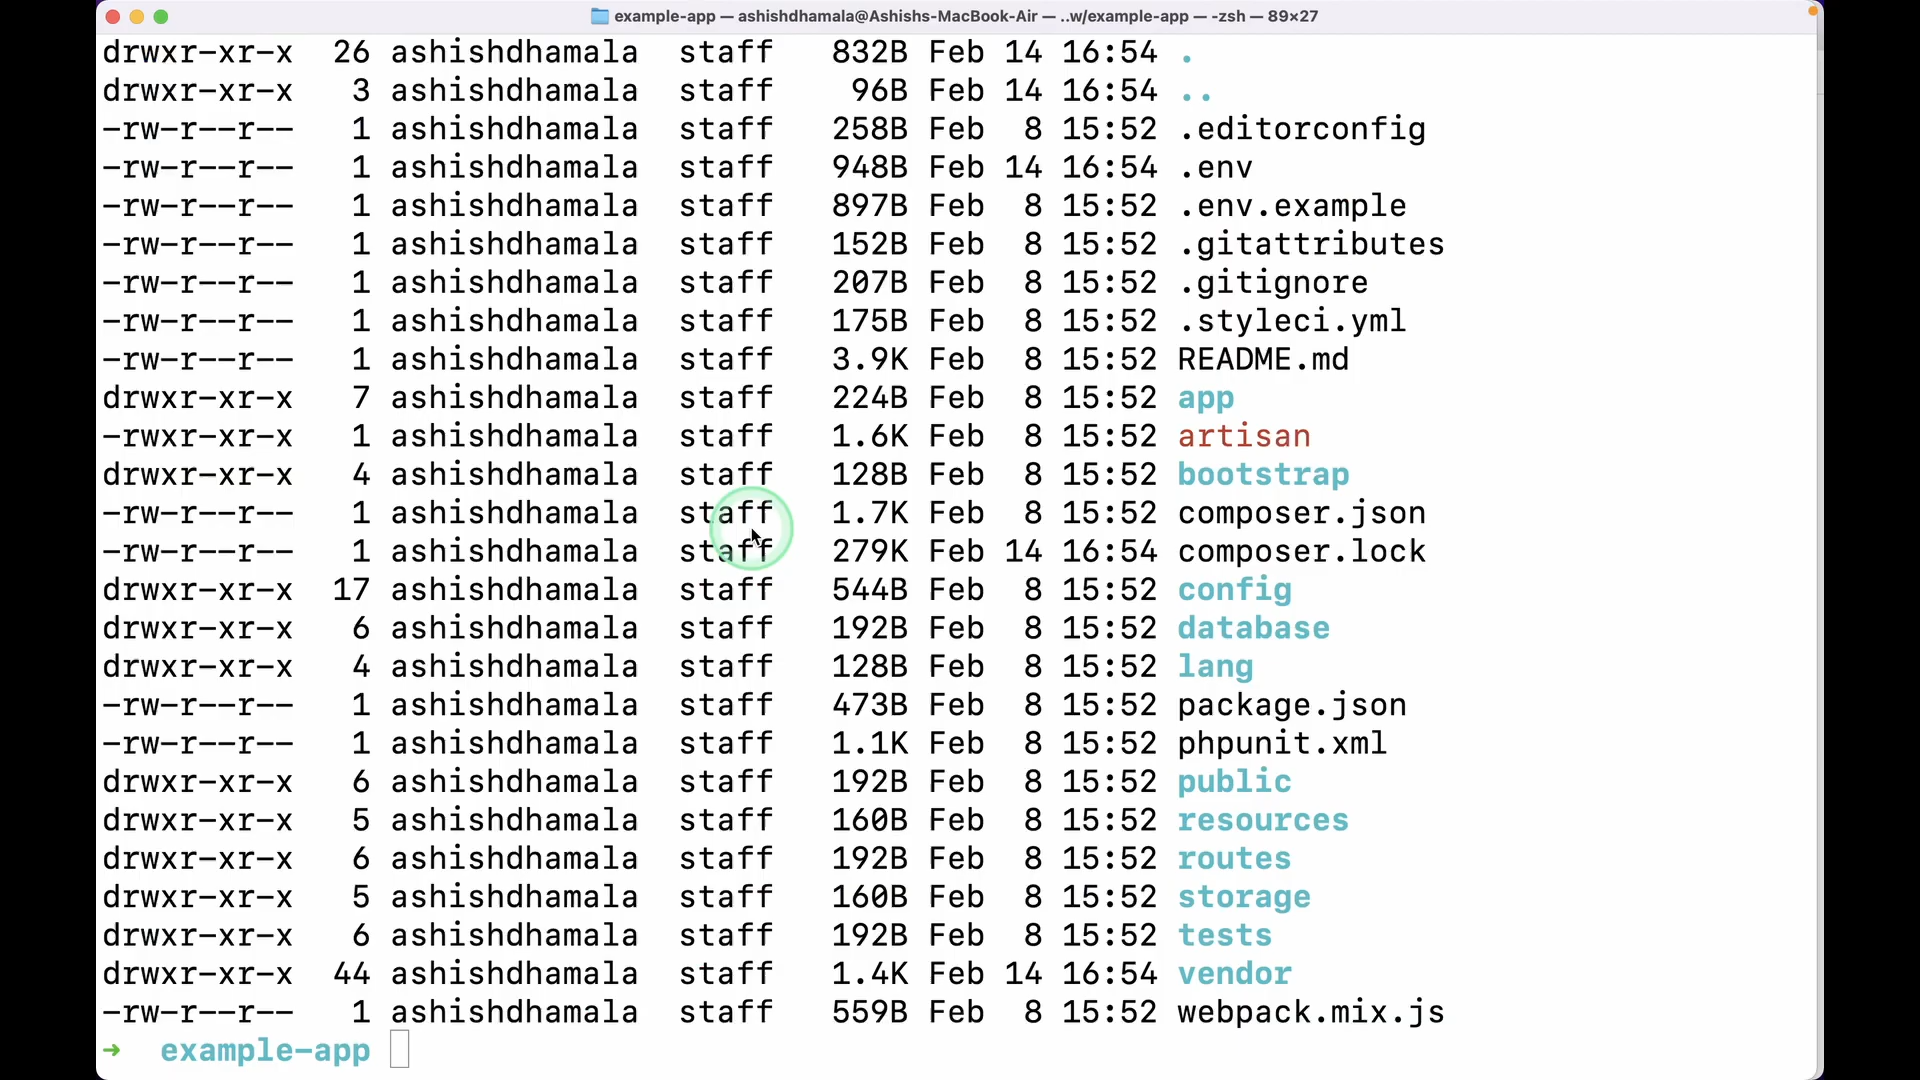 example-app — ashishdhamala@Ashishs-MacBook-Air — ..w/example-app — -zsh — 89×27
drwxr-xr-x  26 ashishdhamala  staff   832B Feb 14 16:54 .
drwxr-xr-x   3 ashishdhamala  staff    96B Feb 14 16:54 ..
-rw-r--r--   1 ashishdhamala  staff   258B Feb  8 15:52 .editorconfig
-rw-r--r--   1 ashishdhamala  staff   948B Feb 14 16:54 .env
-rw-r--r--   1 ashishdhamala  staff   897B Feb  8 15:52 .env.example
-rw-r--r--   1 ashishdhamala  staff   152B Feb  8 15:52 .gitattributes
-rw-r--r--   1 ashishdhamala  staff   207B Feb  8 15:52 .gitignore
-rw-r--r--   1 ashishdhamala  staff   175B Feb  8 15:52 .styleci.yml
-rw-r--r--   1 ashishdhamala  staff   3.9K Feb  8 15:52 README.md
drwxr-xr-x   7 ashishdhamala  staff   224B Feb  8 15:52 app
-rwxr-xr-x   1 ashishdhamala  staff   1.6K Feb  8 15:52 artisan
drwxr-xr-x   4 ashishdhamala  staff   128B Feb  8 15:52 bootstrap
-rw-r--r--   1 ashishdhamala  staff   1.7K Feb  8 15:52 composer.json
-rw-r--r--   1 ashishdhamala  staff   279K Feb 14 16:54 composer.lock
drwxr-xr-x  17 ashishdhamala  staff   544B Feb  8 15:52 config
drwxr-xr-x   6 ashishdhamala  staff   192B Feb  8 15:52 database
drwxr-xr-x   4 ashishdhamala  staff   128B Feb  8 15:52 lang
-rw-r--r--   1 ashishdhamala  staff   473B Feb  8 15:52 package.json
-rw-r--r--   1 ashishdhamala  staff   1.1K Feb  8 15:52 phpunit.xml
drwxr-xr-x   6 ashishdhamala  staff   192B Feb  8 15:52 public
drwxr-xr-x   5 ashishdhamala  staff   160B Feb  8 15:52 resources
drwxr-xr-x   6 ashishdhamala  staff   192B Feb  8 15:52 routes
drwxr-xr-x   5 ashishdhamala  staff   160B Feb  8 15:52 storage
drwxr-xr-x   6 ashishdhamala  staff   192B Feb  8 15:52 tests
drwxr-xr-x  44 ashishdhamala  staff   1.4K Feb 14 16:54 vendor
-rw-r--r--   1 ashishdhamala  staff   559B Feb  8 15:52 webpack.mix.js
➜  example-app